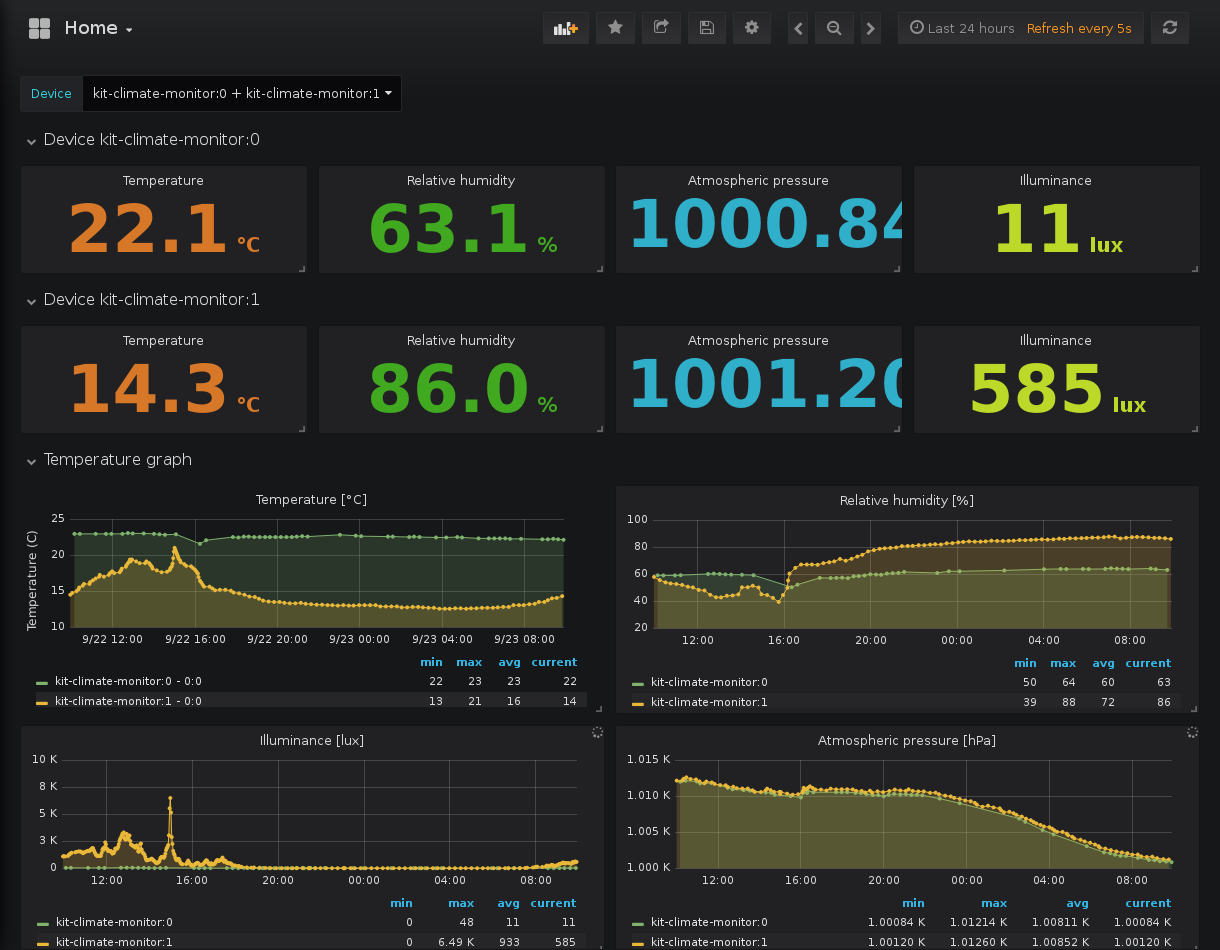 Home
Last 24 hours Refresh every 5s
Device kit-climate-monitor:0 + kit-climate-monitor:1
Device kit-climate-monitor:0
Temperature Relative humidity Atmospheric pressure Illuminance
22.1 °C 63.1 % 1000.84 11 lux
Device kit-climate-monitor:1
Temperature Relative humidity Atmospheric pressure Illuminance
14.3 °C 86.0 % 1001.20 585 lux
Temperature graph
Temperature [°C]
Temperature (C)
25
20
15
10
9/22 12:00 9/22 16:00 9/22 20:00 9/23 00:00 9/23 04:00 9/23 08:00
min max avg current
kit-climate-monitor:0 - 0:0 22 23 23 22
kit-climate-monitor:1 - 0:0 13 21 16 14
Relative humidity [%]
100
80
60
40
20
12:00 16:00 20:00 00:00 04:00 08:00
min max avg current
kit-climate-monitor:0 50 64 60 63
kit-climate-monitor:1 39 88 72 86
Illuminance [lux]
10 K
8 K
5 K
3 K
0
12:00 16:00 20:00 00:00 04:00 08:00
min max avg current
kit-climate-monitor:0 0 48 11 11
kit-climate-monitor:1 0 6.49 K 933 585
Atmospheric pressure [hPa]
1.015 K
1.010 K
1.005 K
1.000 K
12:00 16:00 20:00 00:00 04:00 08:00
min max avg current
kit-climate-monitor:0 1.00084 K 1.01214 K 1.00811 K 1.00084 K
kit-climate-monitor:1 1.00120 K 1.01260 K 1.00852 K 1.00120 K